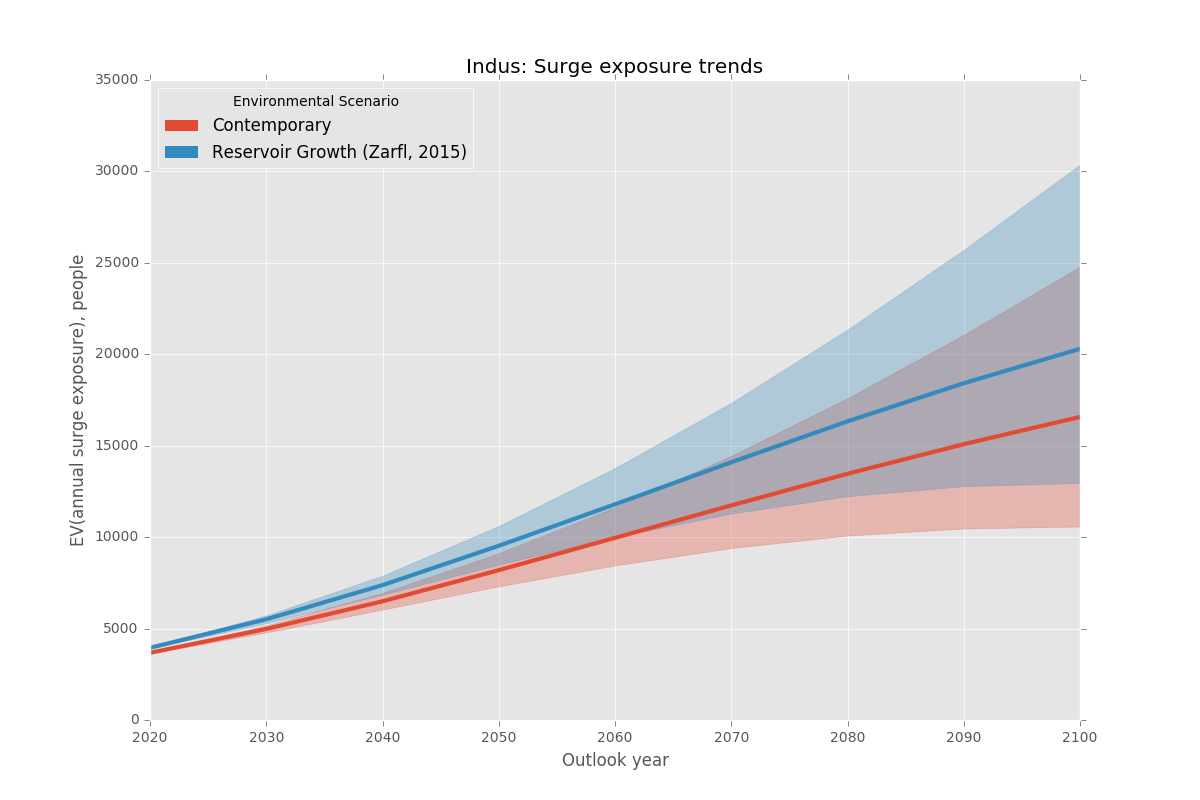 Indus: Surge exposure trends
35000
30000
25000
20000
15000
10000
5000
0
EV(annual surge exposure), people
Environmental Scenario
Contemporary
Reservoir Growth (Zarfl, 2015)
2020 2030 2040 2050 2060 2070 2080 2090 2100
Outlook year